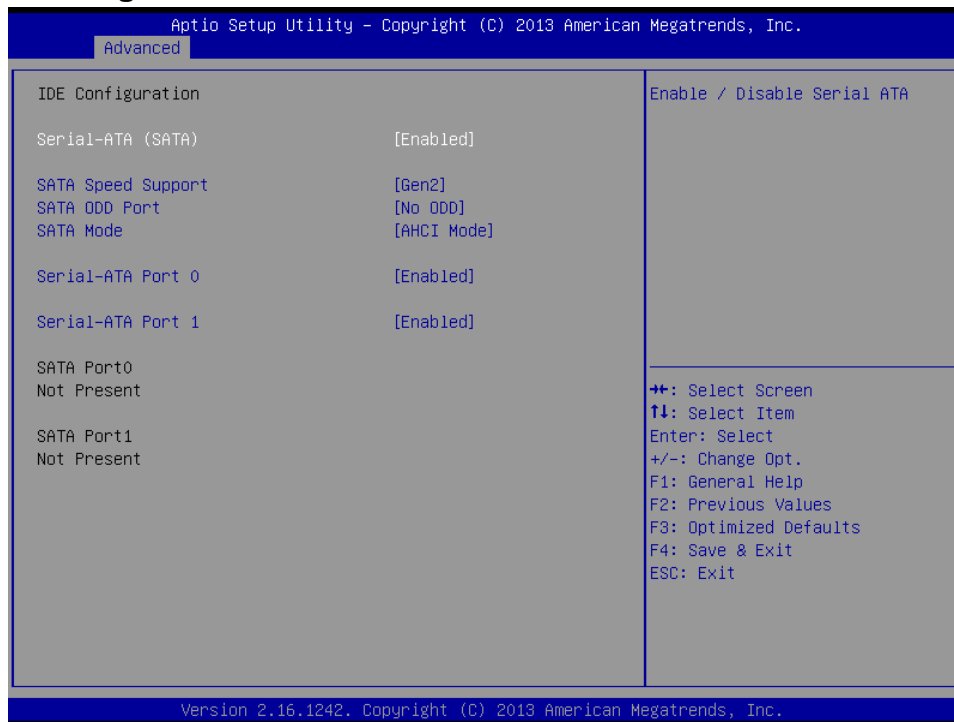 Aptio Setup Utility – Copyright (C) 2013 American Megatrends, Inc.
Advanced
IDE Configuration
Serial-ATA (SATA) [Enabled]
SATA Speed Support [Gen2]
SATA ODD Port [No ODD]
SATA Mode [AHCI Mode]
Serial-ATA Port 0 [Enabled]
Serial-ATA Port 1 [Enabled]
SATA Port0
Not Present
SATA Port1
Not Present
Enable / Disable Serial ATA
→←: Select Screen
↑↓: Select Item
Enter: Select
+/-: Change Opt.
F1: General Help
F2: Previous Values
F3: Optimized Defaults
F4: Save & Exit
ESC: Exit
Version 2.16.1242. Copyright (C) 2013 American Megatrends, Inc.